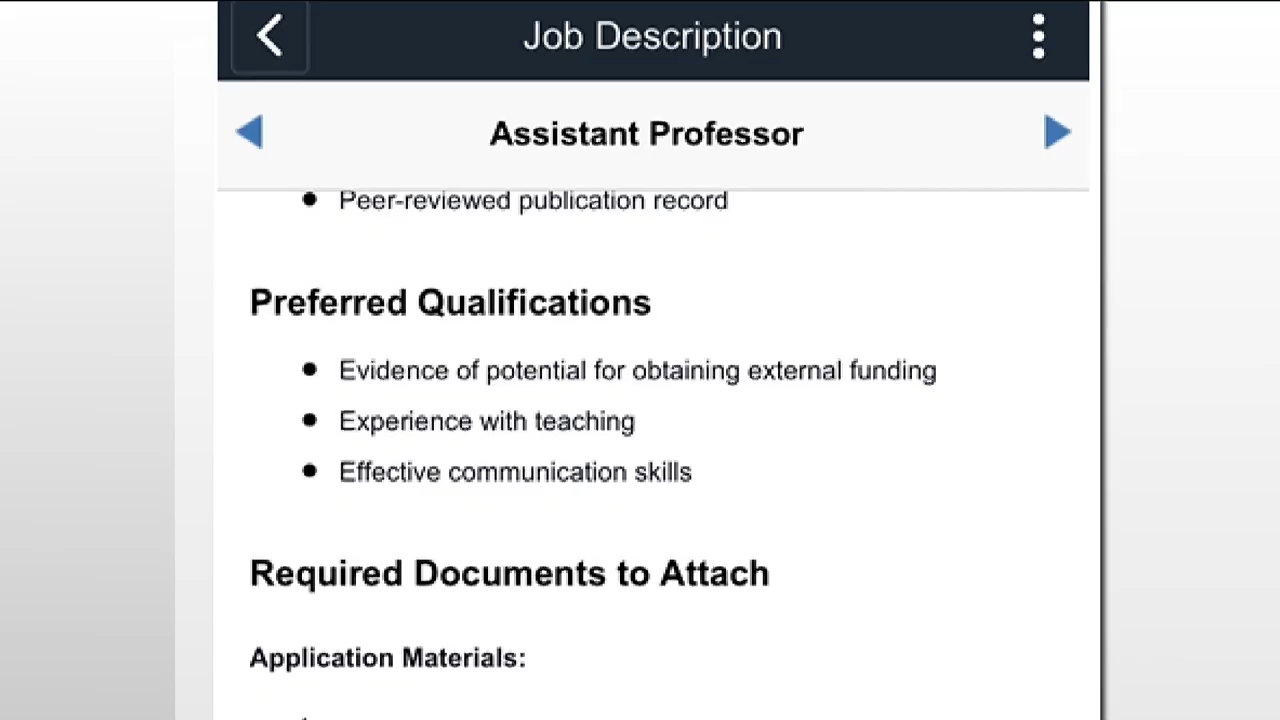 Job Description
Assistant Professor
Peer-reviewed publication record
Preferred Qualifications
Evidence of potential for obtaining external funding
Experience with teaching
Effective communication skills
Required Documents to Attach
Application Materials: